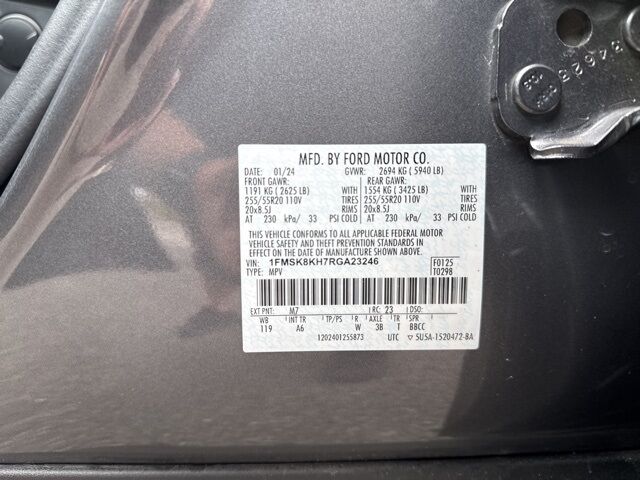 MFD. BY FORD MOTOR CO.
DATE: 01/24 GVWR: 2694 KG ( 5940 LB)
FRONT GAWR: REAR GAWR:
1191 KG ( 2625 LB) WITH 1554 KG ( 3425 LB) WITH
255/55R20 110V TIRES 255/55R20 110V TIRES
20x8.5J RIMS 20x8.5J RIMS
AT 230 kPa/ 33 PSI COLD AT 230 kPa/ 33 PSI COLD
THIS VEHICLE CONFORMS TO ALL APPLICABLE FEDERAL MOTOR
VEHICLE SAFETY AND THEFT PREVENTION STANDARDS IN
EFFECT ON THE DATE OF MANUFACTURE SHOWN ABOVE.
VIN: 1FMSK8KH7RGA23246 F0125
TYPE: MPV T0298
EXT PNT: M7 RC: 23 DSO:
WB INT TR TP/PS R AXLE TR SPR
119 A6 W 3B T BBCC
1202401255873 UTC ▽ 5U5A-1520472-BA